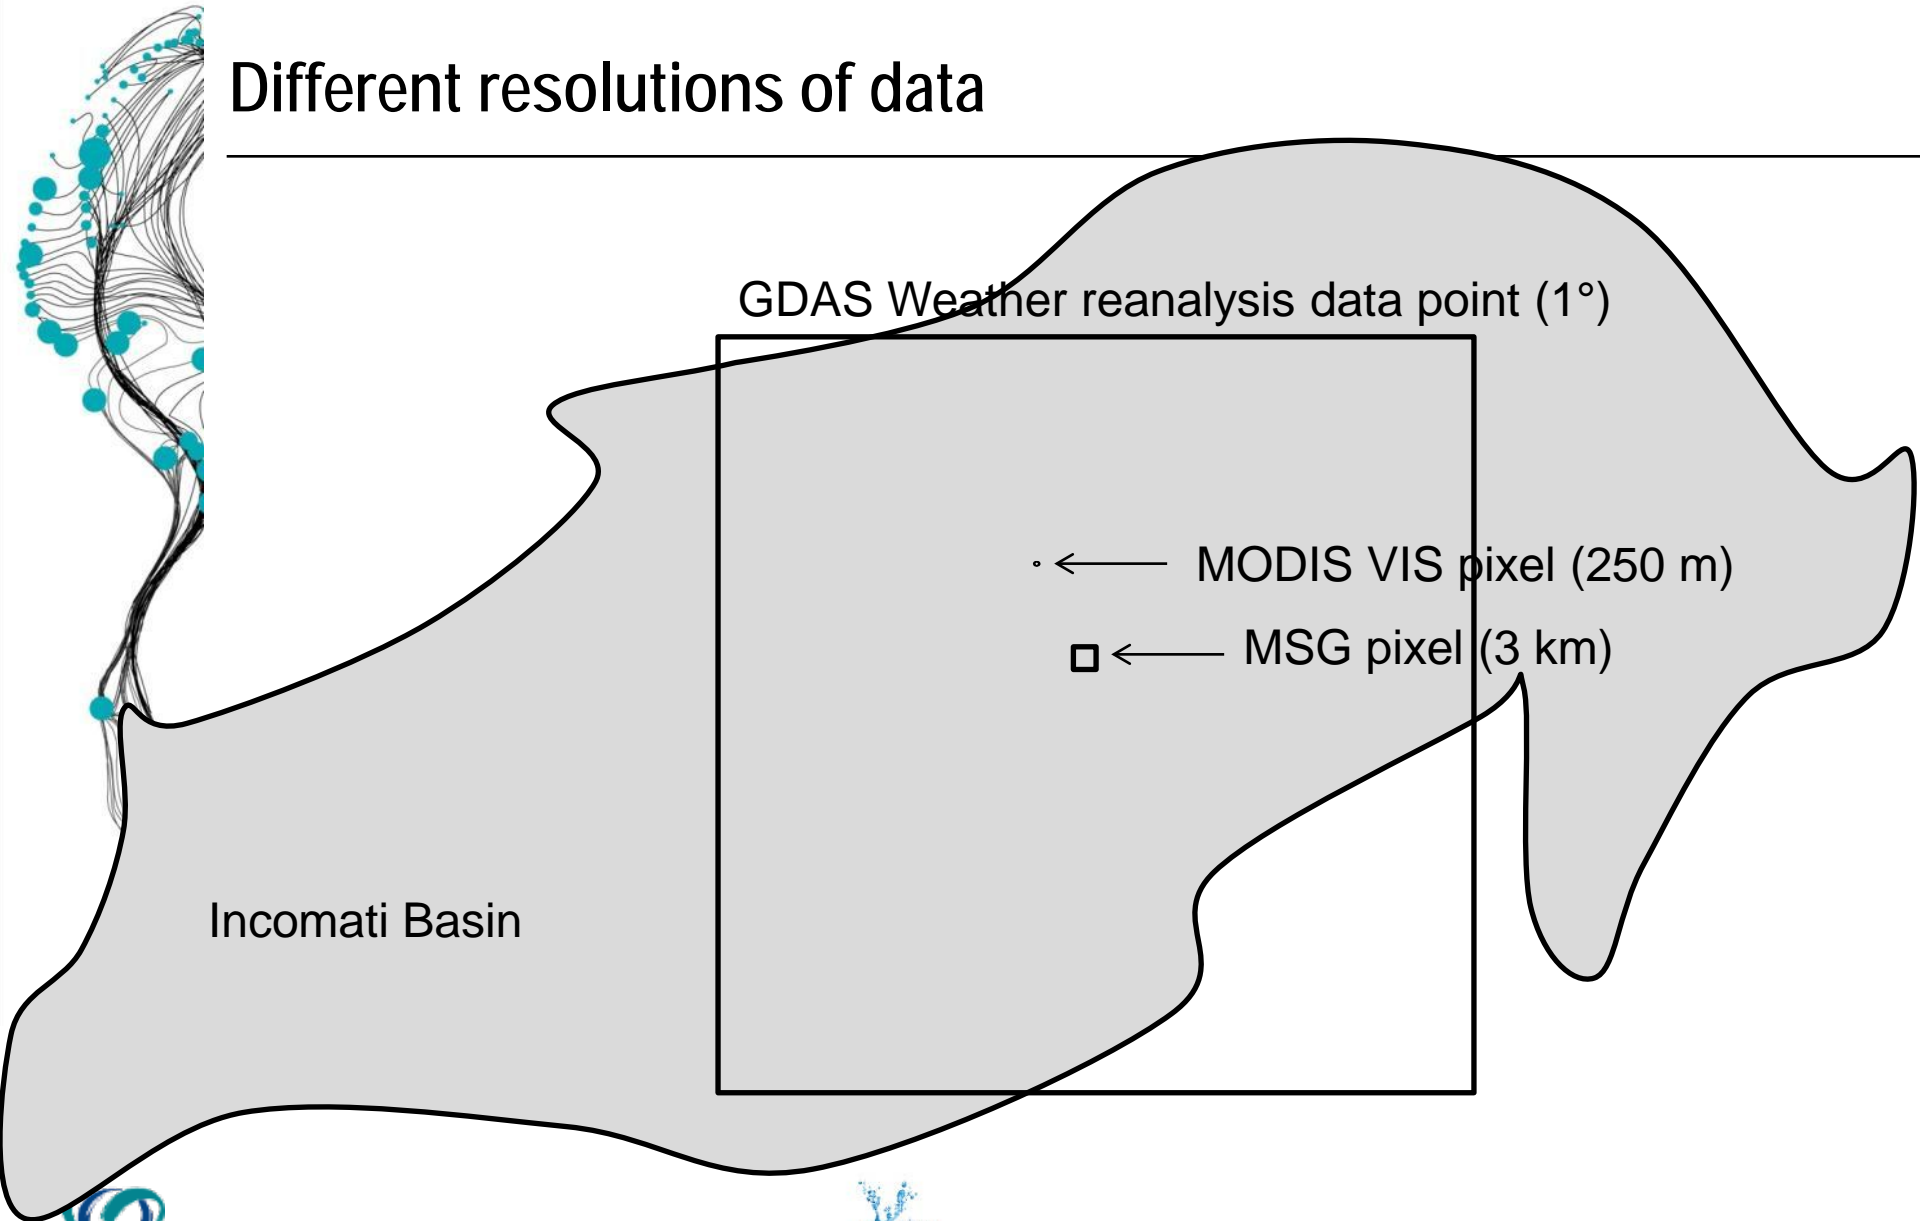 Different resolutions of data
GDAS Weather reanalysis data point (1°)
MODIS VIS pixel (250 m)
MSG pixel (3 km)
Incomati Basin